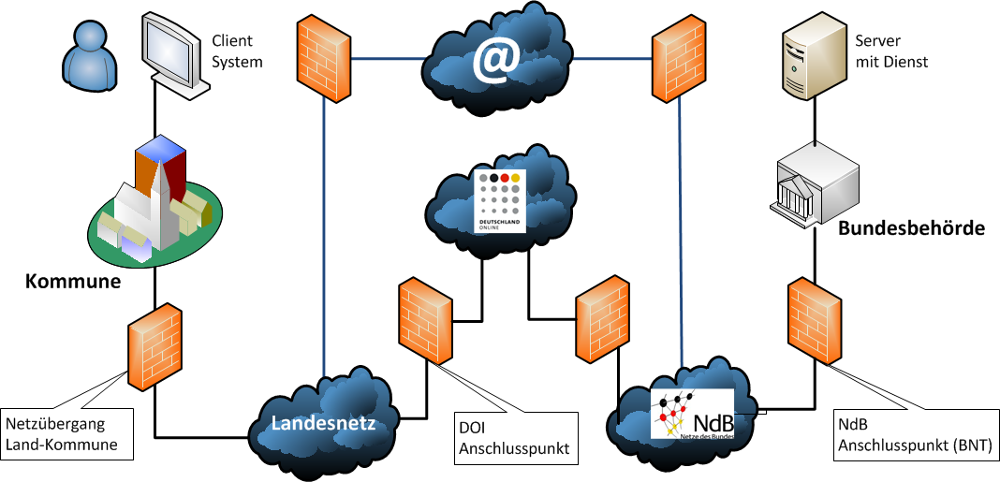 Client
System
@
Server
mit Dienst
DEUTSCHLAND
ONLINE
Bundesbehörde
Kommune
Landesnetz
NdB
Netze des Bundes
Netzübergang
Land-Kommune
DOI
Anschlusspunkt
NdB
Anschlusspunkt (BNT)